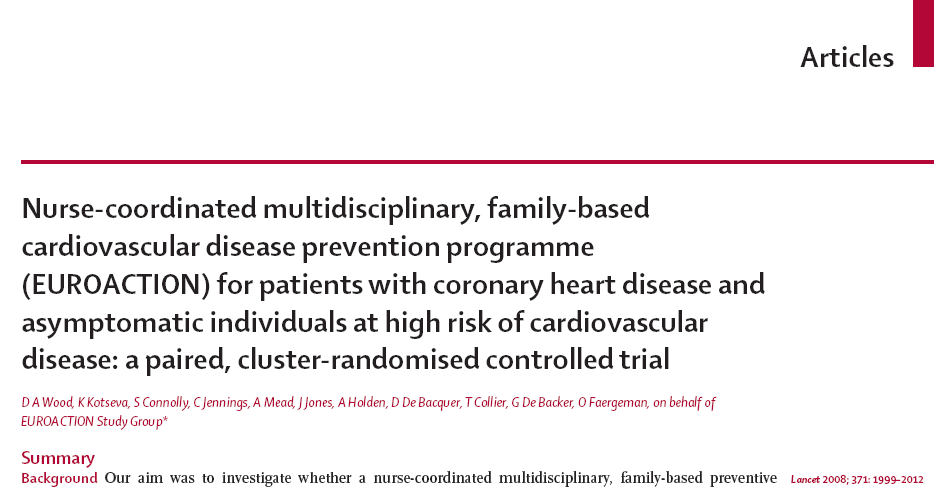 Articles
Nurse-coordinated multidisciplinary, family-based
cardiovascular disease prevention programme
(EUROACTION) for patients with coronary heart disease and
asymptomatic individuals at high risk of cardiovascular
disease: a paired, cluster-randomised controlled trial
D A Wood, K Kotseva, S Connolly, C Jennings, A Mead, J Jones, A Holden, D De Bacquer, T Collier, G De Backer, O Faergeman, on behalf of
EUROACTION Study Group*
Summary
Background Our aim was to investigate whether a nurse-coordinated multidisciplinary, family-based preventive
Lancet 2008; 371: 1999–2012